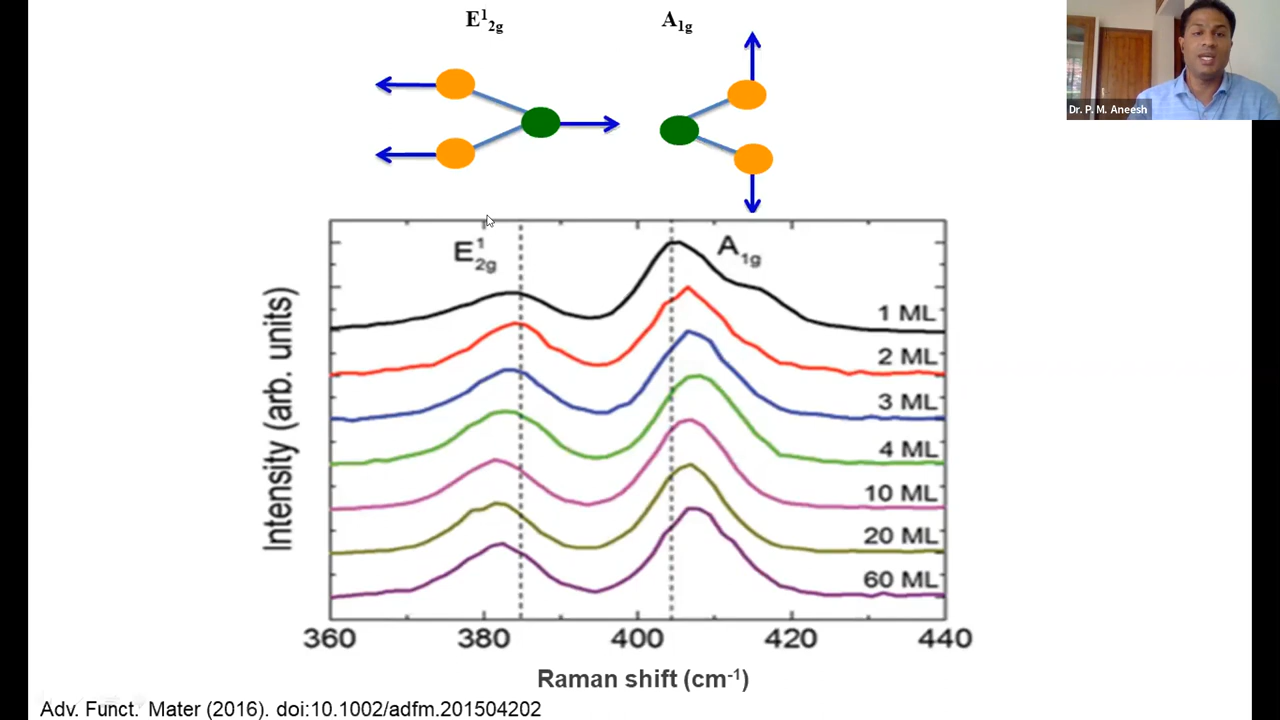 E¹₂g A₁g
Dr. P. M. Aneesh
E¹₂g A₁g
1 ML
2 ML
3 ML
4 ML
10 ML
20 ML
60 ML
Intensity (arb. units)
360 380 400 420 440
Raman shift (cm⁻¹)
Adv. Funct. Mater (2016). doi:10.1002/adfm.201504202